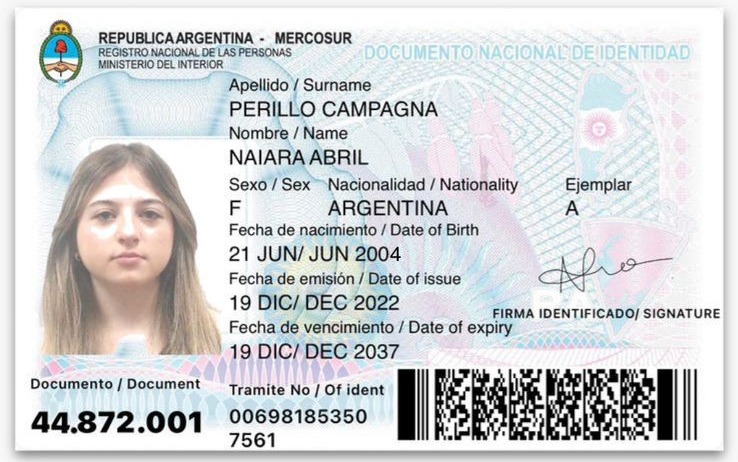 REPUBLICA ARGENTINA - MERCOSUR
REGISTRO NACIONAL DE LAS PERSONAS
MINISTERIO DEL INTERIOR
DOCUMENTO NACIONAL DE IDENTIDAD
Apellido / Surname
PERILLO CAMPAGNA
Nombre / Name
NAIARA ABRIL
Sexo / Sex Nacionalidad / Nationality Ejemplar
F ARGENTINA A
Fecha de nacimiento / Date of Birth
21 JUN/ JUN 2004
Fecha de emisión / Date of issue
19 DIC/ DEC 2022
FIRMA IDENTIFICADO/ SIGNATURE
Fecha de vencimiento / Date of expiry
19 DIC/ DEC 2037
Documento / Document
44.872.001
Tramite No / Of ident
00698185350
7561